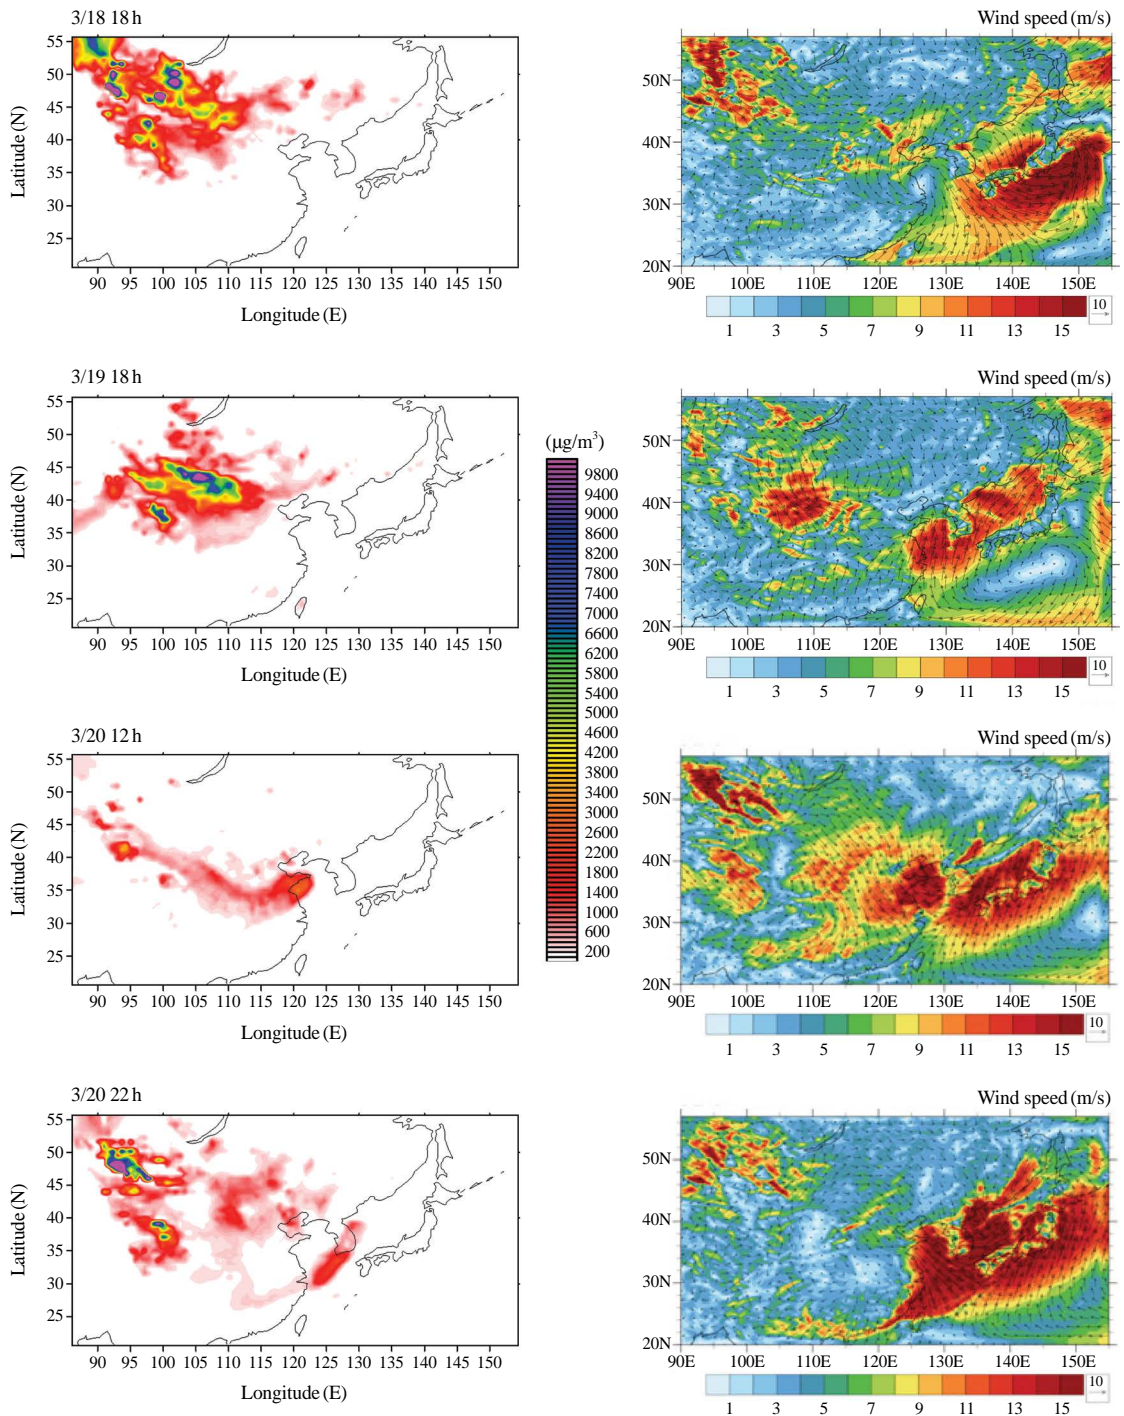 3/18 18 h
Wind speed (m/s)
55
50
45
40
35
30
25
Latitude (N)
90 95 100 105 110 115 120 125 130 135 140 145 150
Longitude (E)
50N
40N
30N
20N
90E 100E 110E 120E 130E 140E 150E
1 3 5 7 9 11 13 15
10
3/19 18 h
Wind speed (m/s)
55
50
45
40
35
30
25
Latitude (N)
90 95 100 105 110 115 120 125 130 135 140 145 150
Longitude (E)
(µg/m³)
9800
9400
9000
8600
8200
7800
7400
7000
6600
6200
5800
5400
5000
4600
4200
3800
3400
3000
2600
2200
1800
1400
1000
600
200
50N
40N
30N
20N
90E 100E 110E 120E 130E 140E 150E
1 3 5 7 9 11 13 15
10
3/20 12 h
Wind speed (m/s)
55
50
45
40
35
30
25
Latitude (N)
90 95 100 105 110 115 120 125 130 135 140 145 150
Longitude (E)
50N
40N
30N
20N
90E 100E 110E 120E 130E 140E 150E
1 3 5 7 9 11 13 15
10
3/20 22 h
Wind speed (m/s)
55
50
45
40
35
30
25
Latitude (N)
90 95 100 105 110 115 120 125 130 135 140 145 150
Longitude (E)
50N
40N
30N
20N
90E 100E 110E 120E 130E 140E 150E
1 3 5 7 9 11 13 15
10